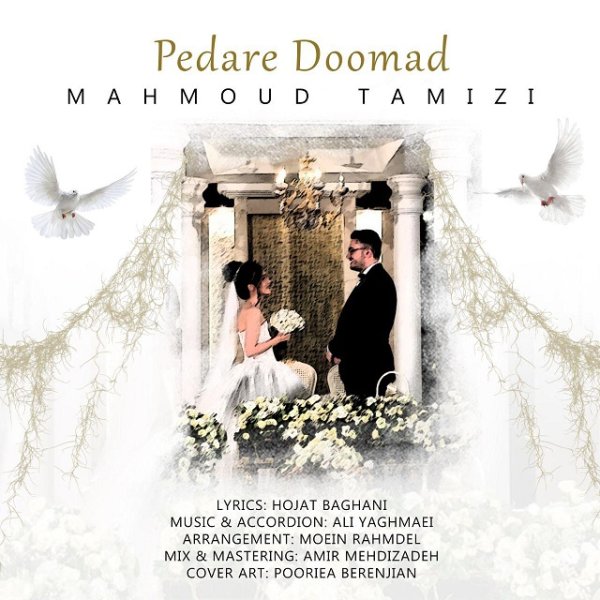 Pedare Doomad
MAHMOUD TAMIZI
LYRICS: HOJAT BAGHANI
MUSIC & ACCORDION: ALI YAGHMAEI
ARRANGEMENT: MOEIN RAHMDEL
MIX & MASTERING: AMIR MEHDIZADEH
COVER ART: POORIEA BERENJIAN